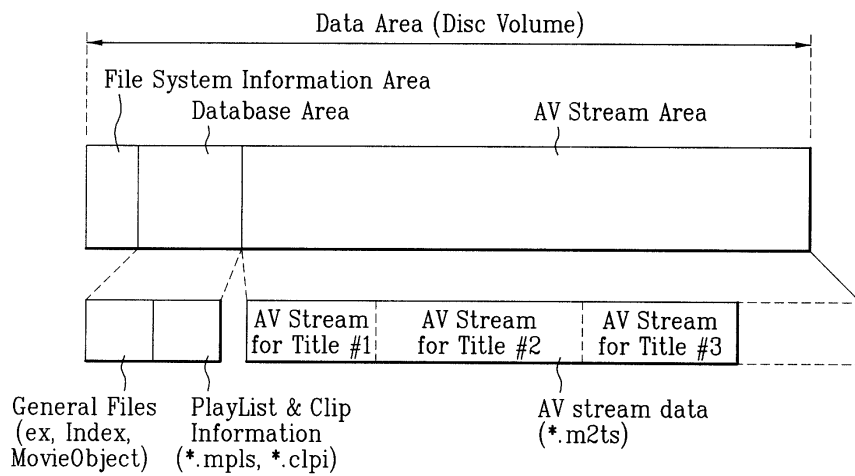 Data Area (Disc Volume)
File System Information Area
Database Area
AV Stream Area
AV Stream
for Title #1
AV Stream
for Title #2
AV Stream
for Title #3
General Files
(ex, Index,
MovieObject)
PlayList & Clip
Information
(*.mpls, *.clpi)
AV stream data
(*.m2ts)